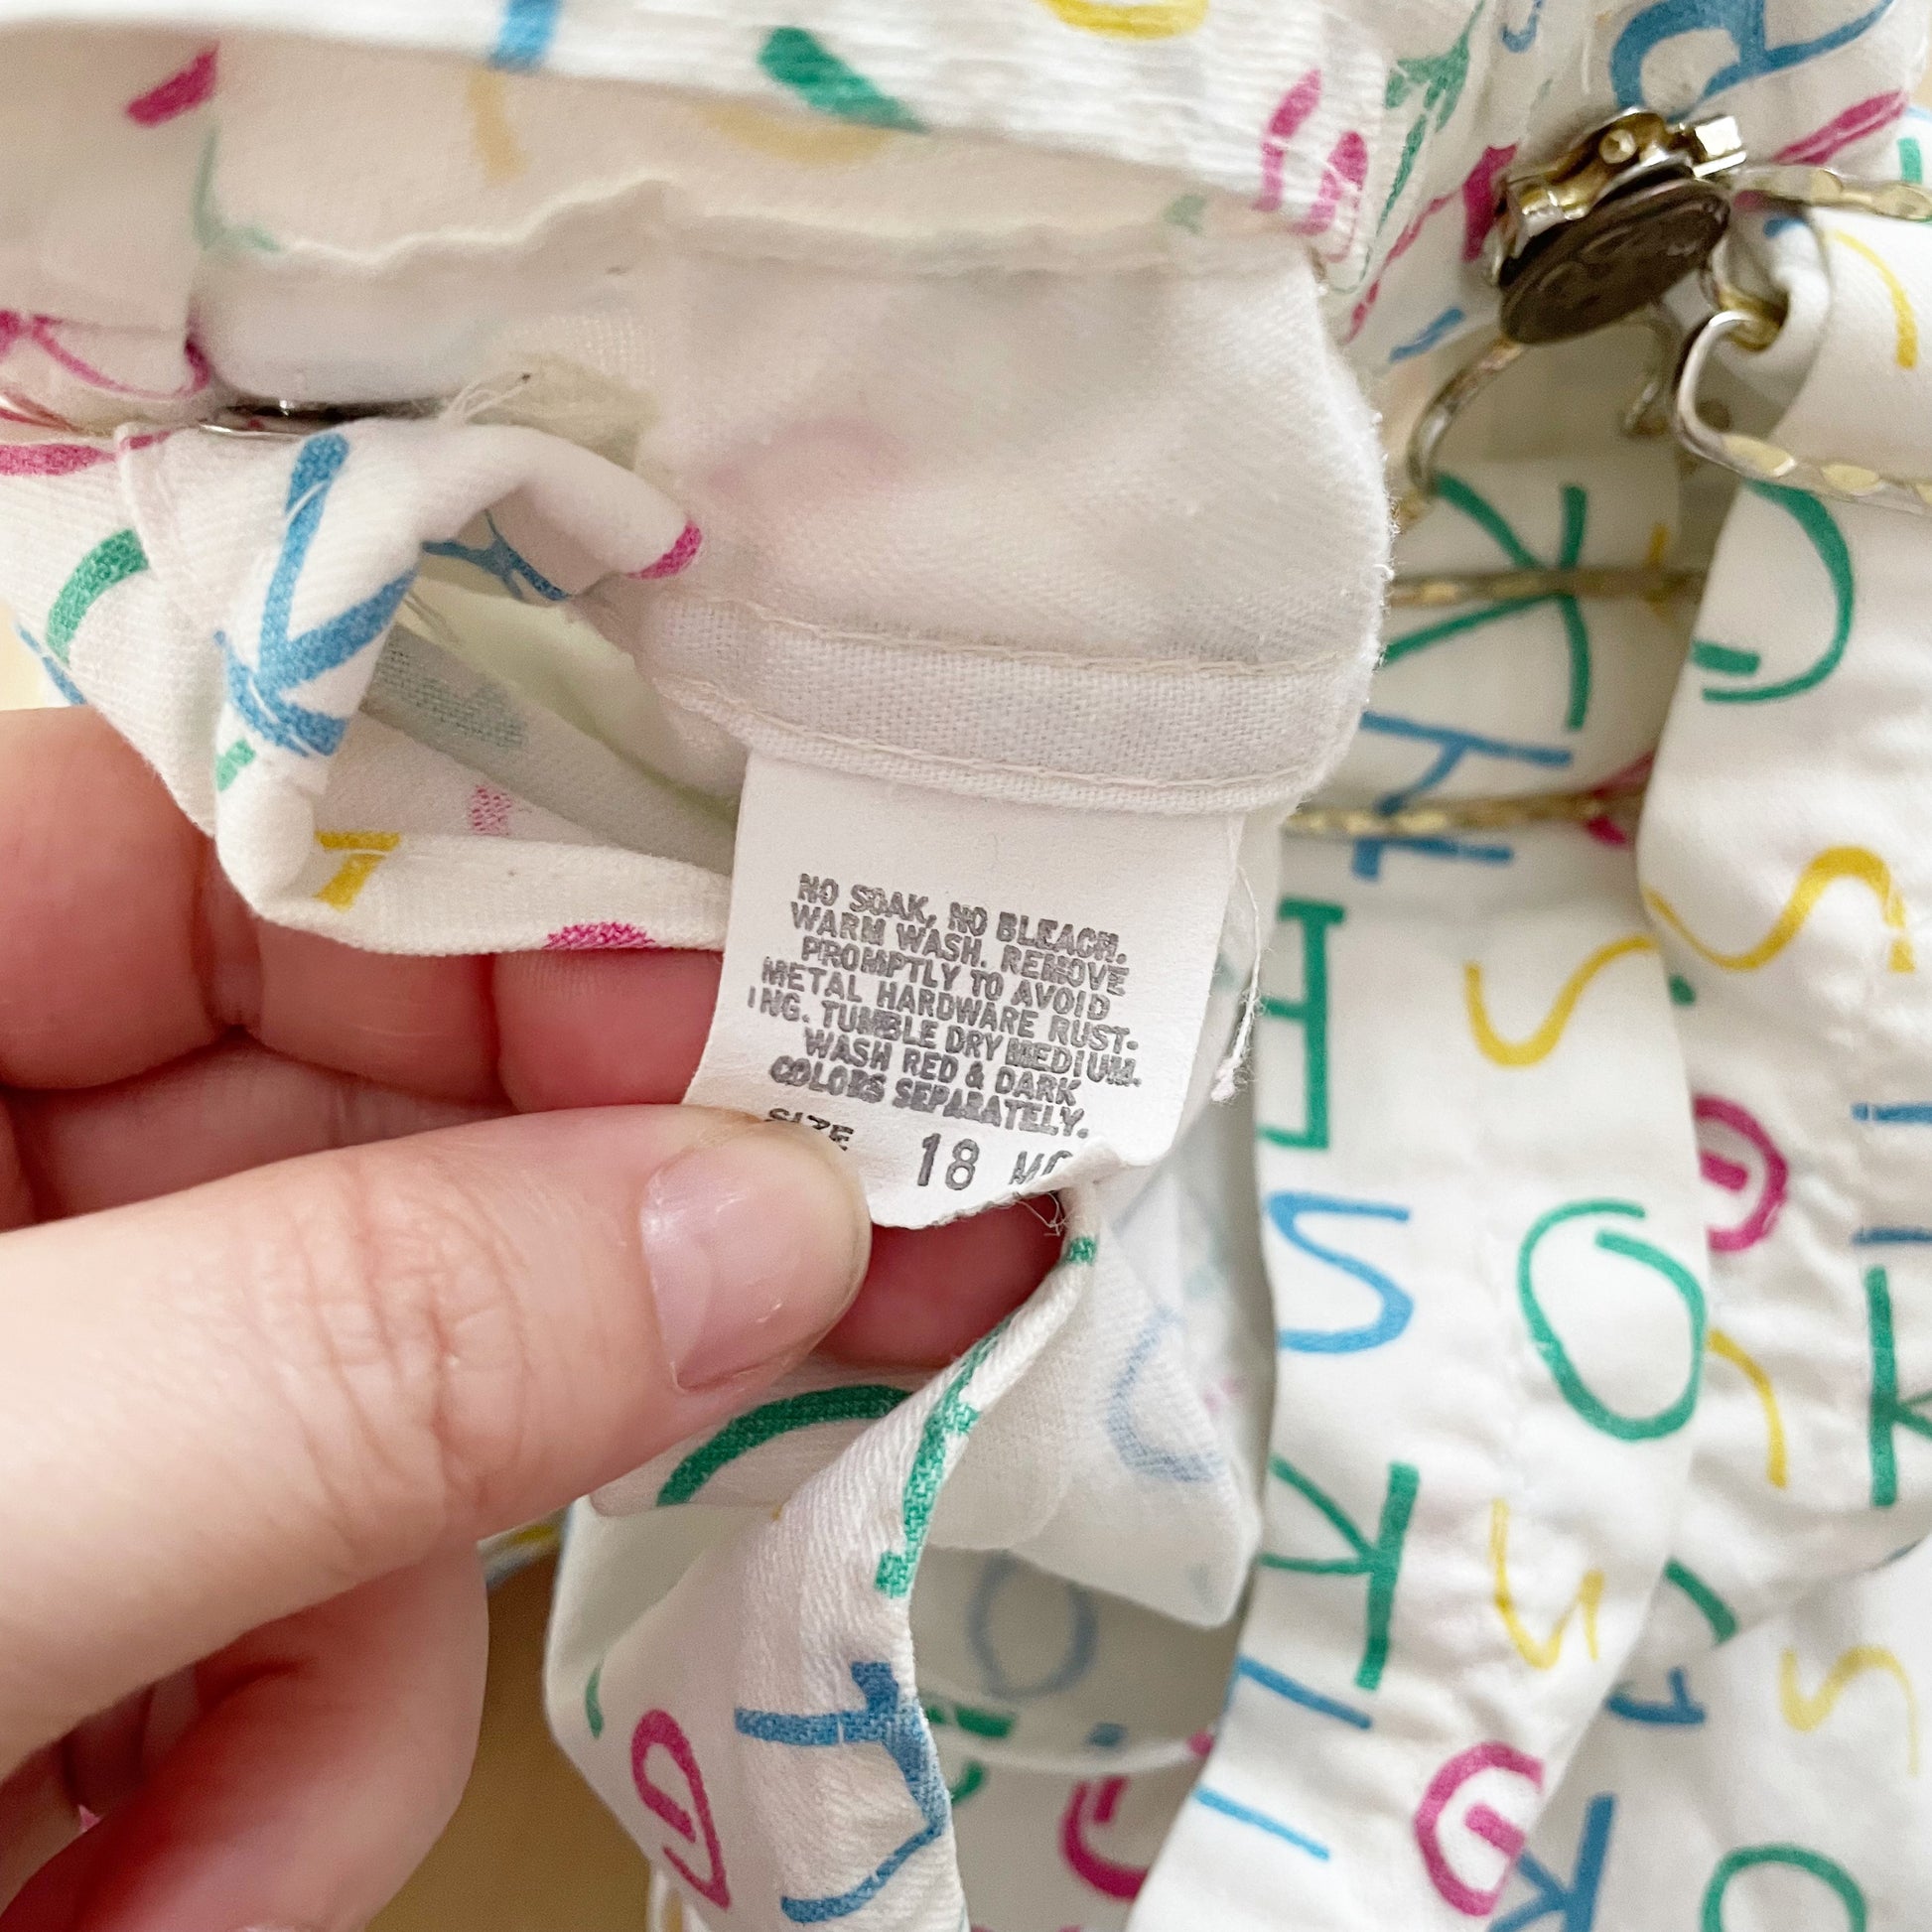 NO SOAK, NO BLEACH.
WARM WASH. REMOVE
PROMPTLY TO AVOID
METAL HARDWARE RUST-
ING. TUMBLE DRY MEDIUM.
WASH RED & DARK
COLORS SEPARATELY.
SIZE 18